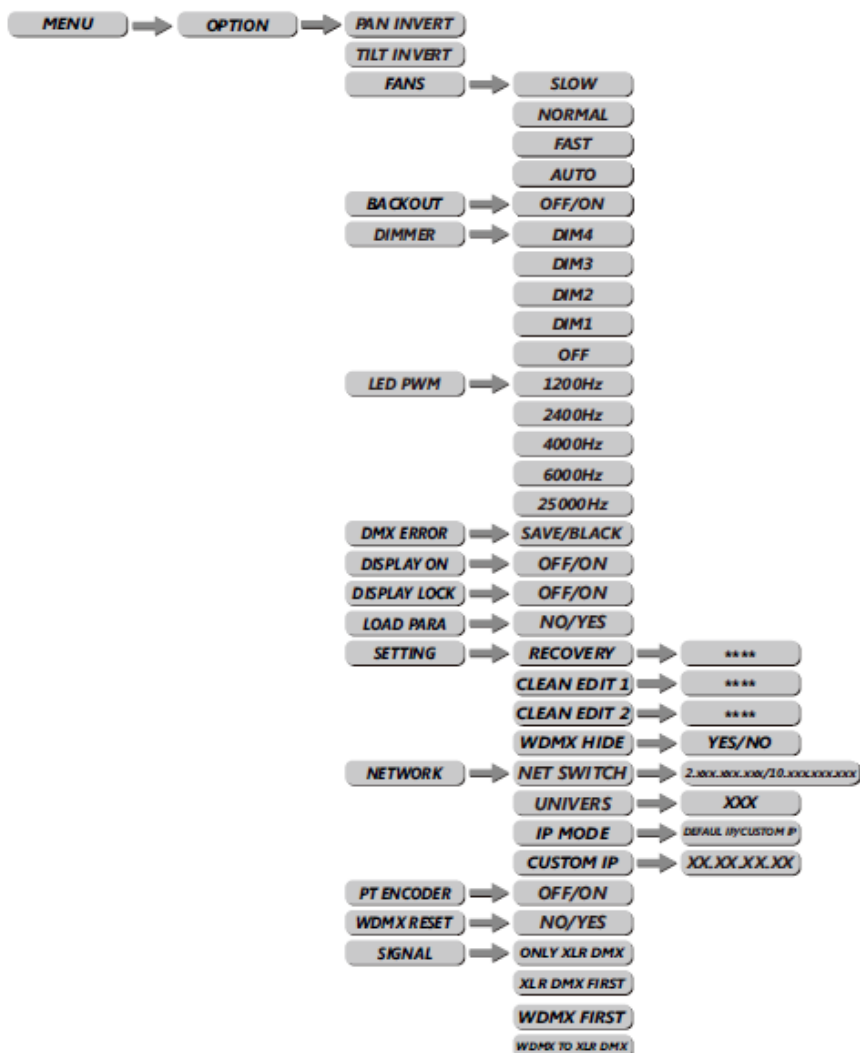 MENU OPTION PAN INVERT
TILT INVERT
FANS SLOW
NORMAL
FAST
AUTO
BACKOUT OFF/ON
DIMMER DIM4
DIM3
DIM2
DIM1
OFF
LED PWM 1200Hz
2400Hz
4000Hz
6000Hz
25000Hz
DMX ERROR SAVE/BLACK
DISPLAY ON OFF/ON
DISPLAY LOCK OFF/ON
LOAD PARA NO/YES
SETTING RECOVERY ****
CLEAN EDIT 1 ****
CLEAN EDIT 2 ****
WDMX HIDE YES/NO
NETWORK NET SWITCH 2.xxx.xxx.xxx/10.xxx.xxx.xxx
UNIVERS XXX
IP MODE DEFAUL IP/CUSTOM IP
CUSTOM IP XX.XX.XX.XX
PT ENCODER OFF/ON
WDMX RESET NO/YES
SIGNAL ONLY XLR DMX
XLR DMX FIRST
WDMX FIRST
WDMX TO XLR DMX